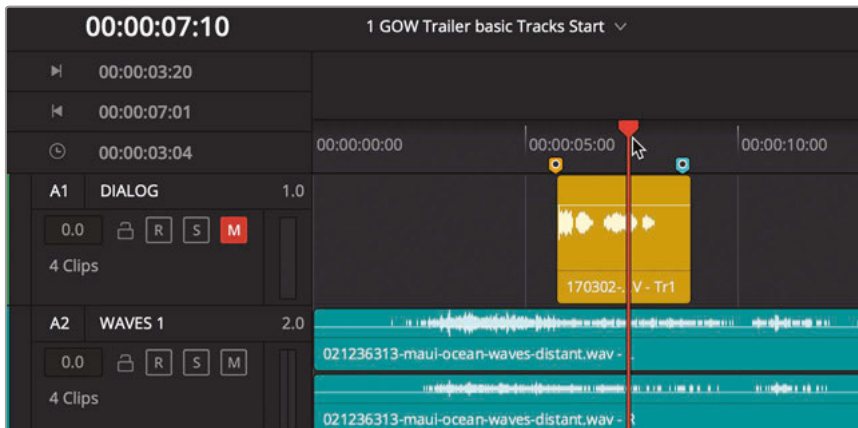 00:00:07:10
1 GOW Trailer basic Tracks Start
00:00:03:20
00:00:07:01
00:00:03:04
00:00:00:00
00:00:05:00
00:00:10:00
A1 DIALOG 1.0
0.0 R S M
4 Clips
170302-...V - Tr1
A2 WAVES 1 2.0
0.0 R S M
4 Clips
021236313-maui-ocean-waves-distant.wav -
021236313-maui-ocean-waves-distant.wav - R